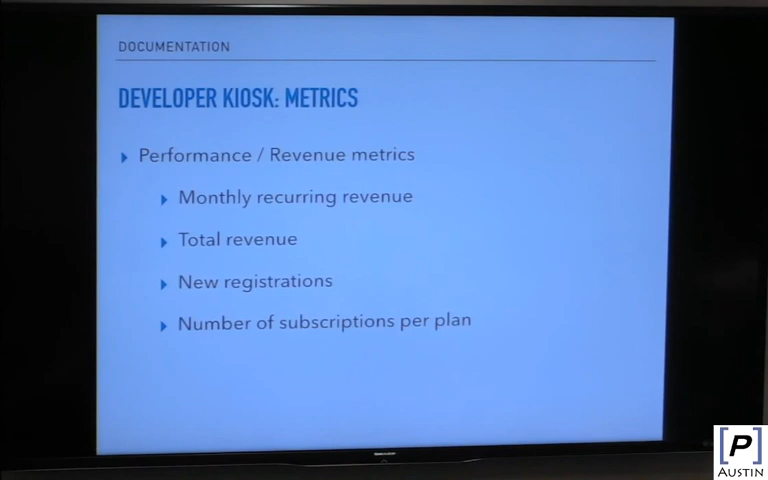 DOCUMENTATION
DEVELOPER KIOSK: METRICS
Performance / Revenue metrics
Monthly recurring revenue
Total revenue
New registrations
Number of subscriptions per plan
[P]
AUSTIN